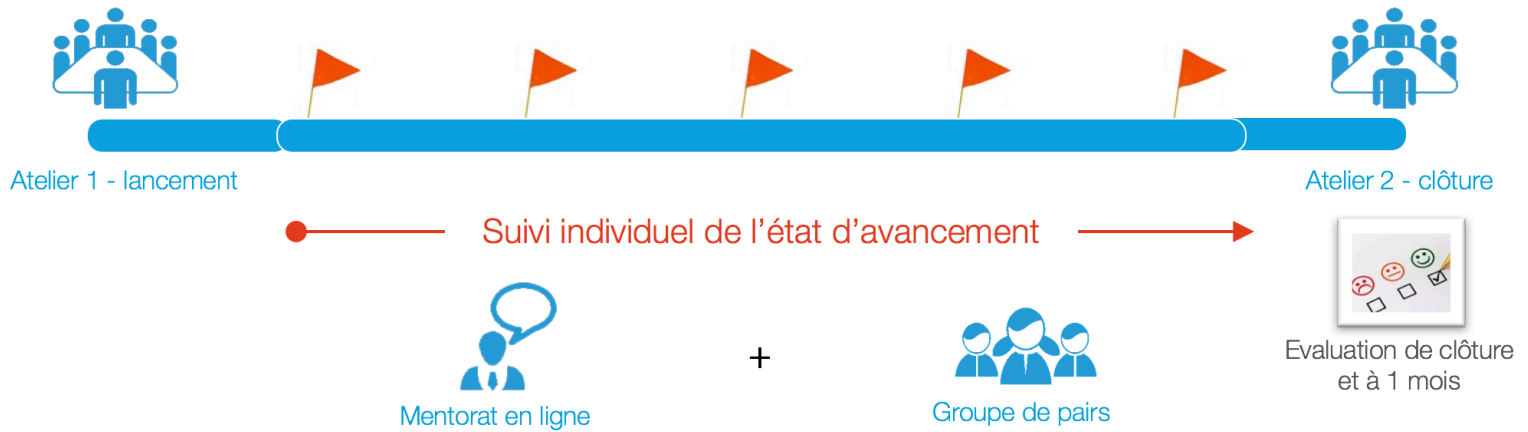 Atelier 1 - lancement
Atelier 2 - clôture
Suivi individuel de l’état d’avancement
+
Mentorat en ligne
Groupe de pairs
Evaluation de clôture
et à 1 mois